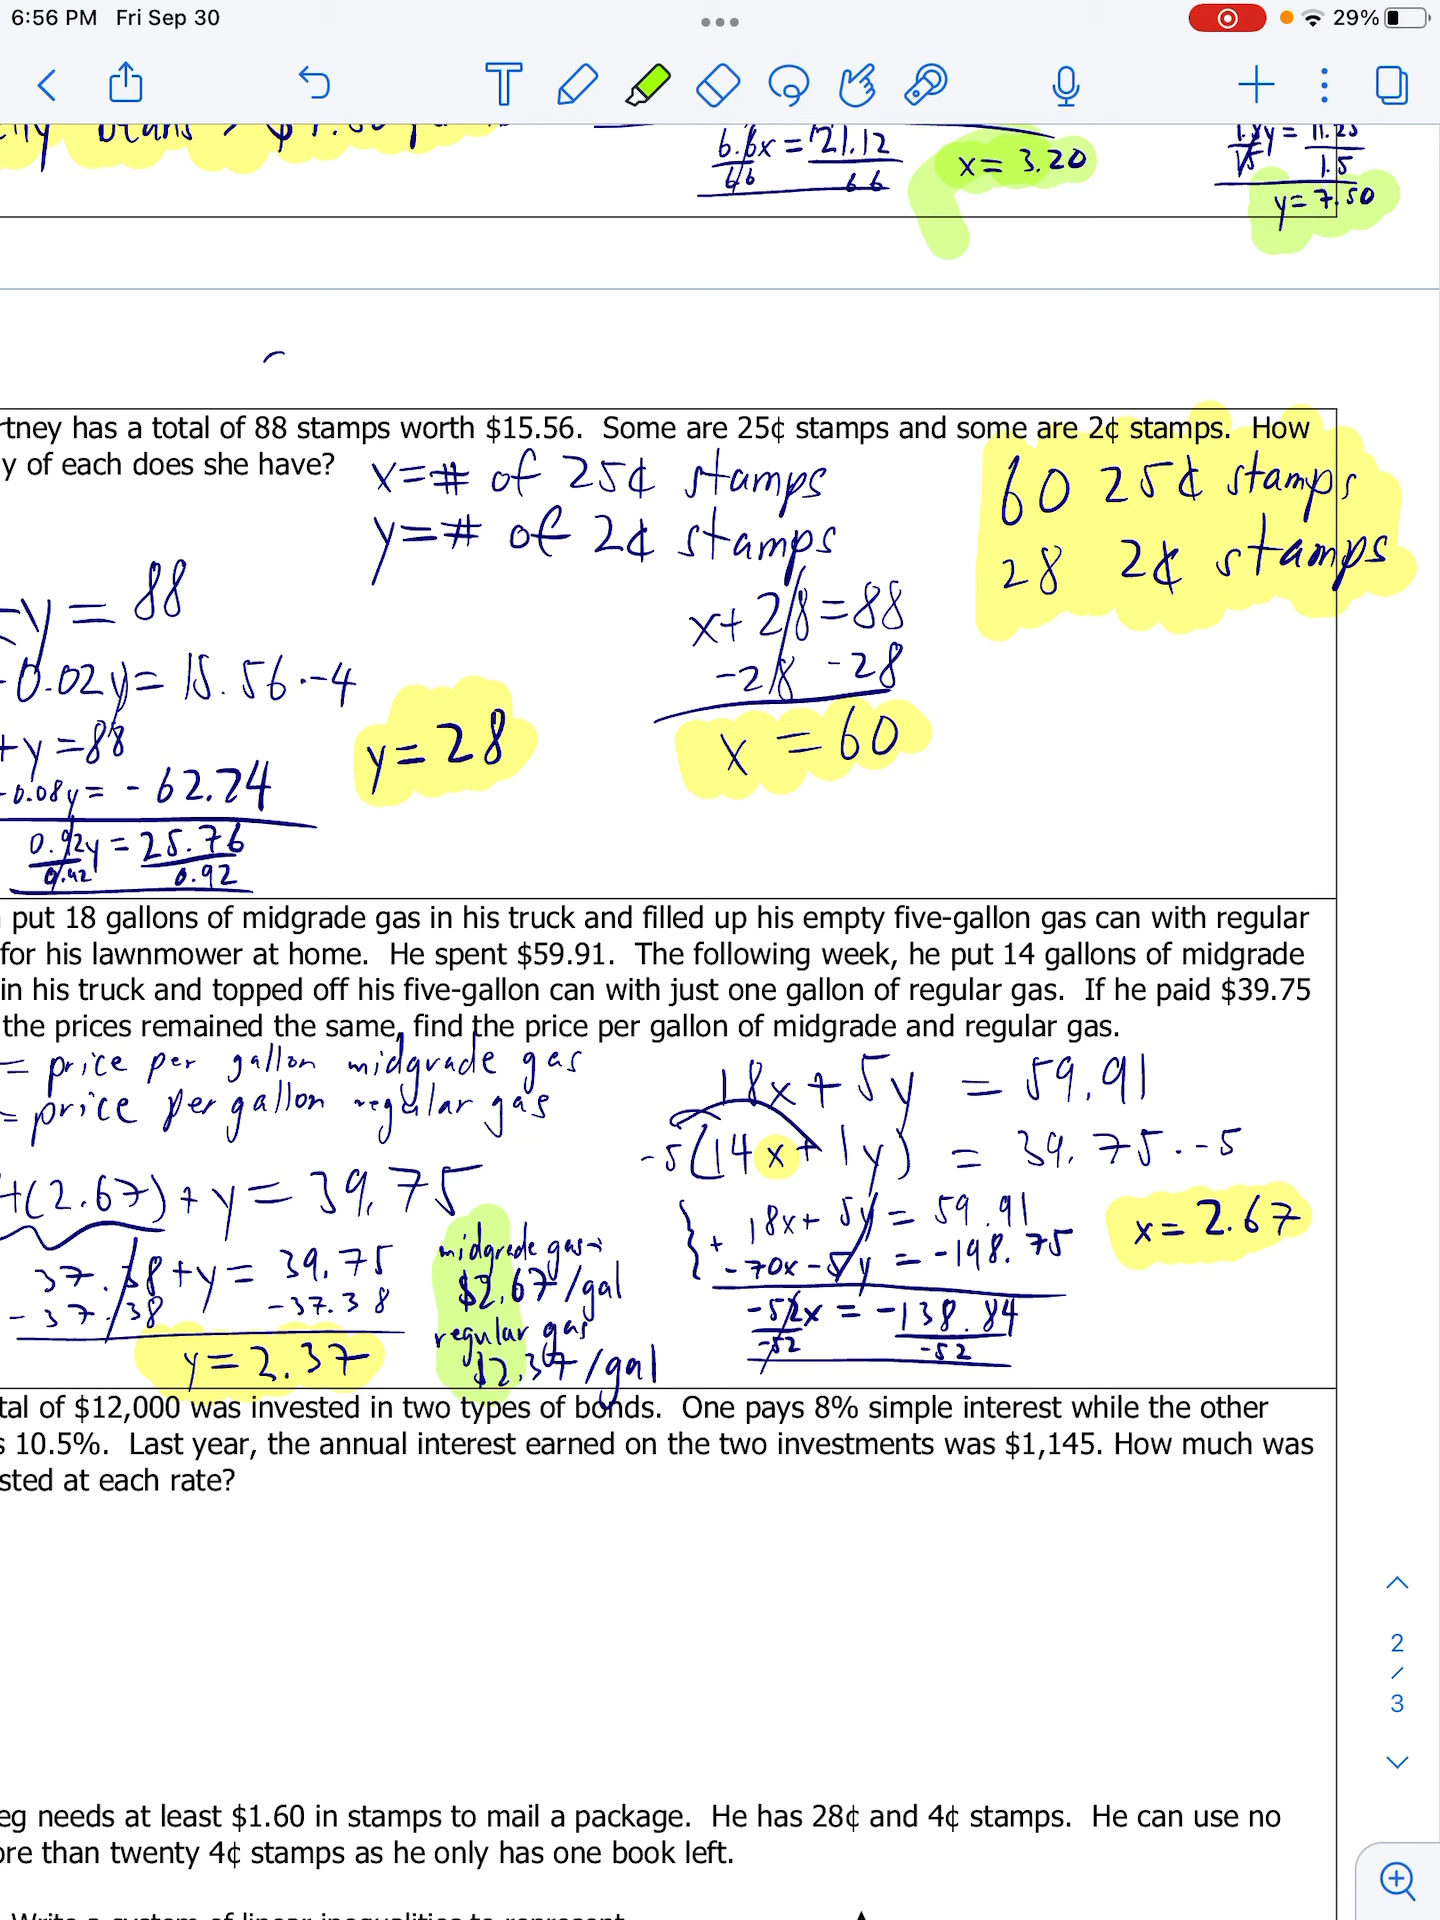 6:56 PM Fri Sep 30
29%
6.6x = 21.12
6.6 6.6
x = 3.20
y = 11.25
1.5
y = 7.50
rtney has a total of 88 stamps worth $15.56. Some are 25¢ stamps and some are 2¢ stamps. How
y of each does she have?
x = # of 25¢ stamps
y = # of 2¢ stamps
60 25¢ stamps
28 2¢ stamps
y = 88
0.02y = 15.56 · -4
+ y = 88
- 0.08y = - 62.24
0.92y = 25.76
0.92 0.92
y = 28
x + 28 = 88
-28 -28
x = 60
put 18 gallons of midgrade gas in his truck and filled up his empty five-gallon gas can with regular
for his lawnmower at home. He spent $59.91. The following week, he put 14 gallons of midgrade
in his truck and topped off his five-gallon can with just one gallon of regular gas. If he paid $39.75
the prices remained the same, find the price per gallon of midgrade and regular gas.
= price per gallon midgrade gas
= price per gallon regular gas
(2.67) + y = 39.75
37.38 + y = 39.75
- 37.38 -37.38
y = 2.37
midgrade gas →
$2.67/gal
regular gas
$2.37/gal
18x + 5y = 59.91
-5(14x + 1y) = 39.75 · -5
18x + 5y = 59.91
+ -70x - 5y = -198.75
-52x = -138.84
-52 -52
x = 2.67
tal of $12,000 was invested in two types of bonds. One pays 8% simple interest while the other
s 10.5%. Last year, the annual interest earned on the two investments was $1,145. How much was
sted at each rate?
2
/
3
eg needs at least $1.60 in stamps to mail a package. He has 28¢ and 4¢ stamps. He can use no
ore than twenty 4¢ stamps as he only has one book left.
Write a system of linear inequalities to represent